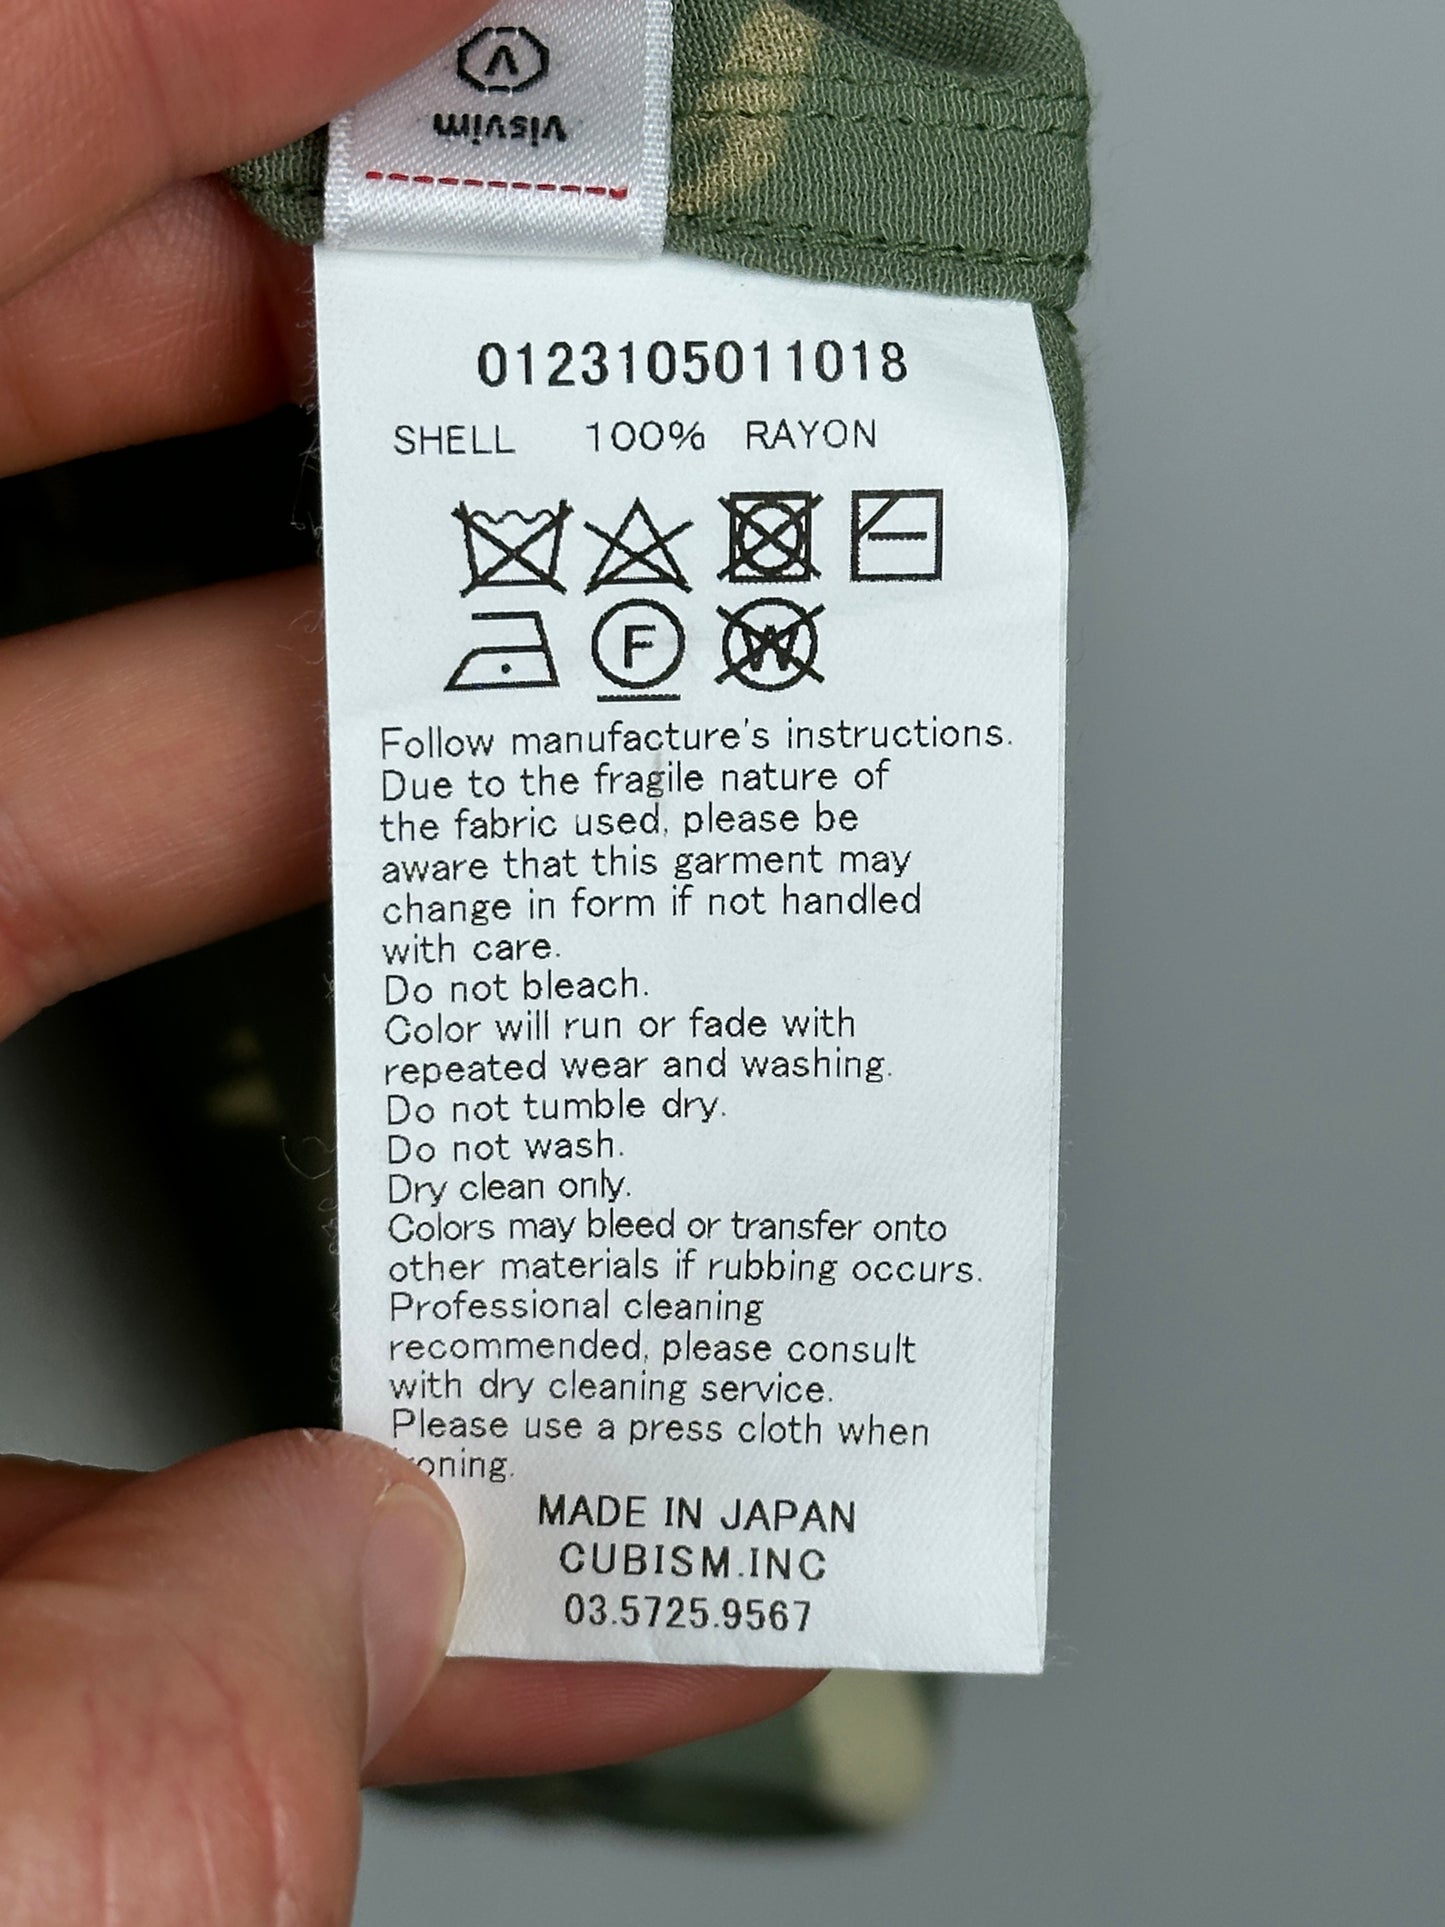 V
visvim
0123105011018
SHELL 100% RAYON
F
W
Follow manufacture's instructions.
Due to the fragile nature of
the fabric used, please be
aware that this garment may
change in form if not handled
with care.
Do not bleach.
Color will run or fade with
repeated wear and washing.
Do not tumble dry.
Do not wash.
Dry clean only.
Colors may bleed or transfer onto
other materials if rubbing occurs.
Professional cleaning
recommended, please consult
with dry cleaning service.
Please use a press cloth when
ironing.
MADE IN JAPAN
CUBISM.INC
03.5725.9567